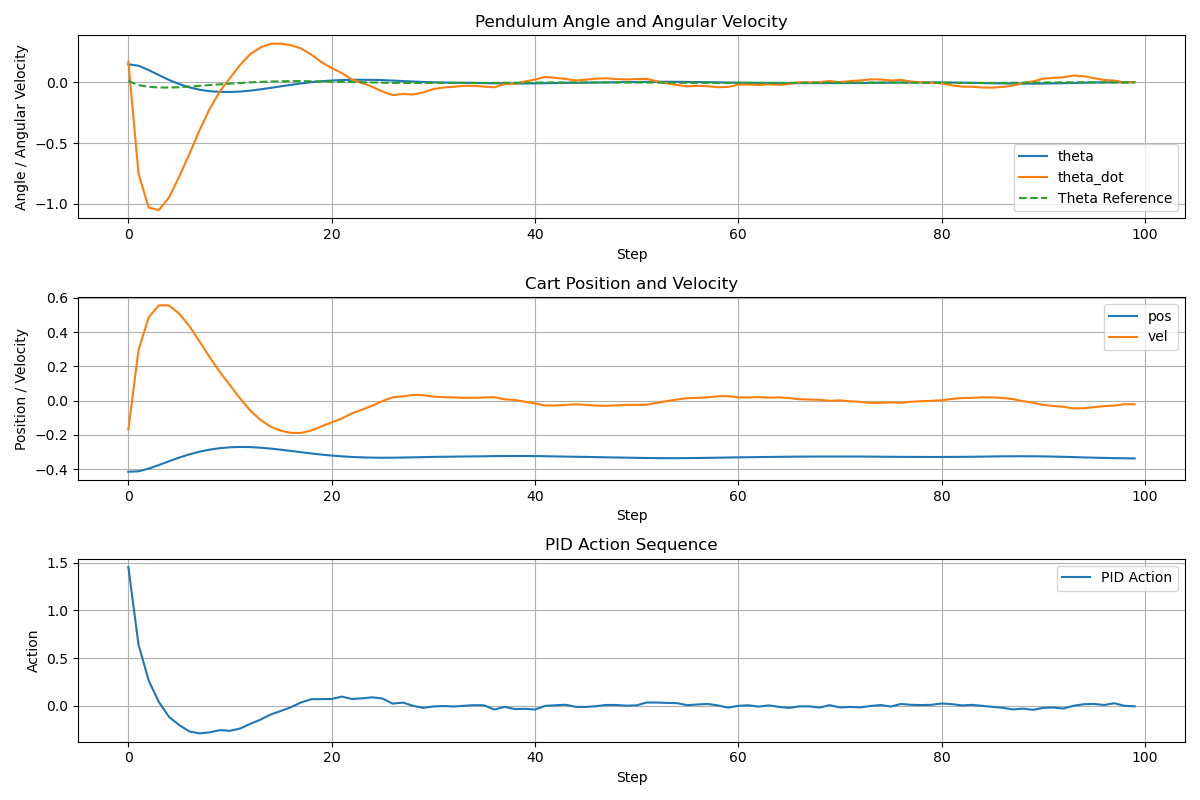 Pendulum Angle and Angular Velocity
Angle / Angular Velocity
0.0
−0.5
−1.0
theta
theta_dot
Theta Reference
0 20 40 60 80 100
Step
Cart Position and Velocity
Position / Velocity
0.6
0.4
0.2
0.0
−0.2
−0.4
pos
vel
0 20 40 60 80 100
Step
PID Action Sequence
Action
1.5
1.0
0.5
0.0
PID Action
0 20 40 60 80 100
Step